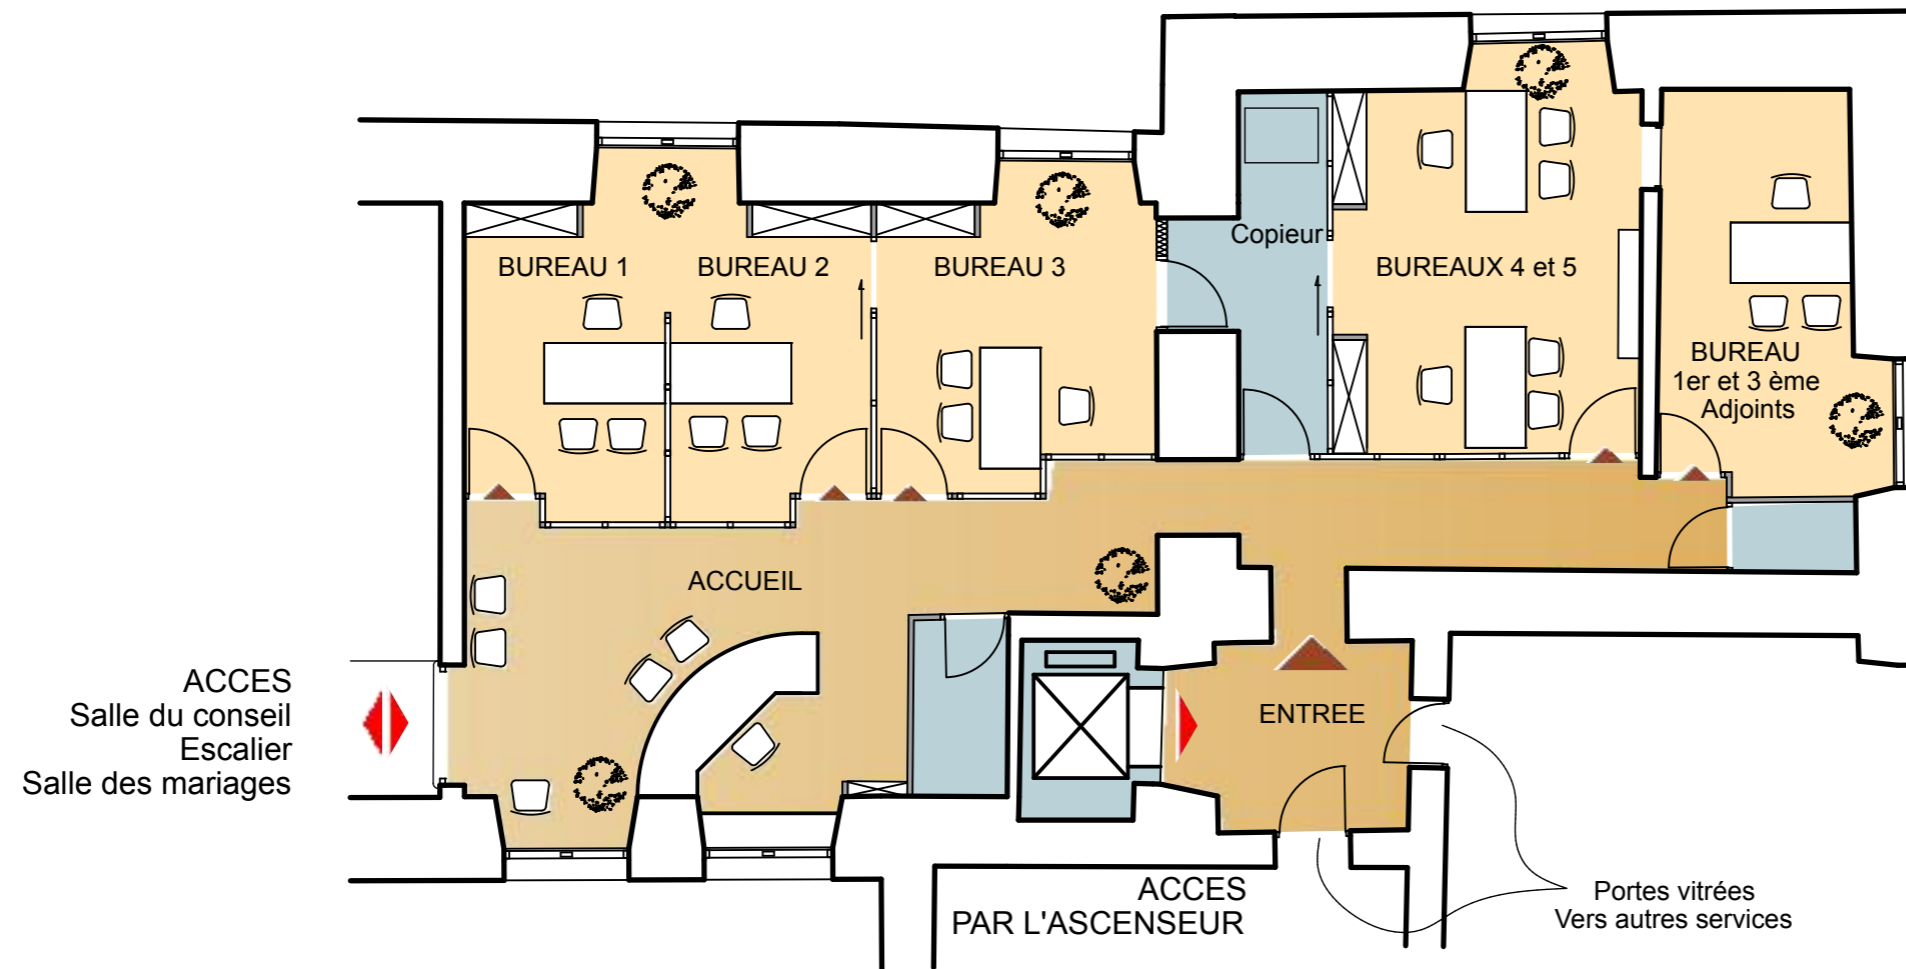 Copieur
BUREAU 1
BUREAU 2
BUREAU 3
BUREAUX 4 et 5
BUREAU
1er et 3 ème
Adjoints
ACCUEIL
ACCES
Salle du conseil
Escalier
Salle des mariages
ENTREE
ACCES
PAR L'ASCENSEUR
Portes vitrées
Vers autres services